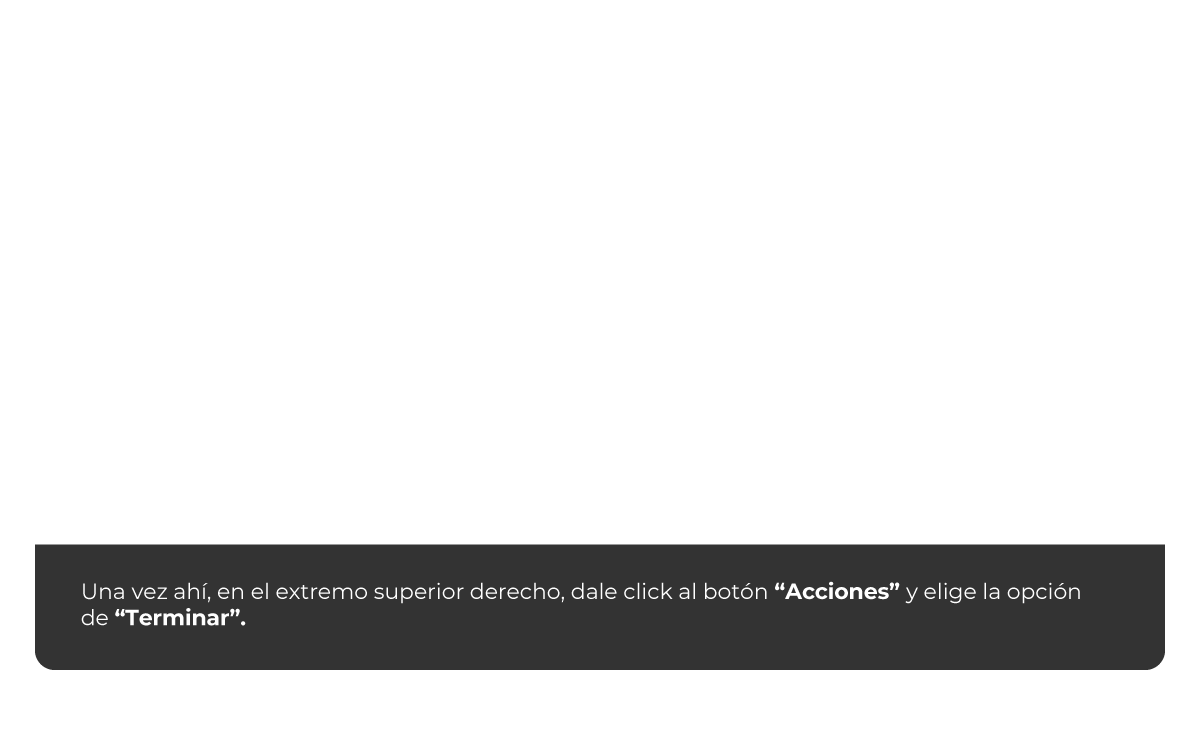 Una vez ahí, en el extremo superior derecho, dale click al botón “Acciones” y elige la opción
de “Terminar”.